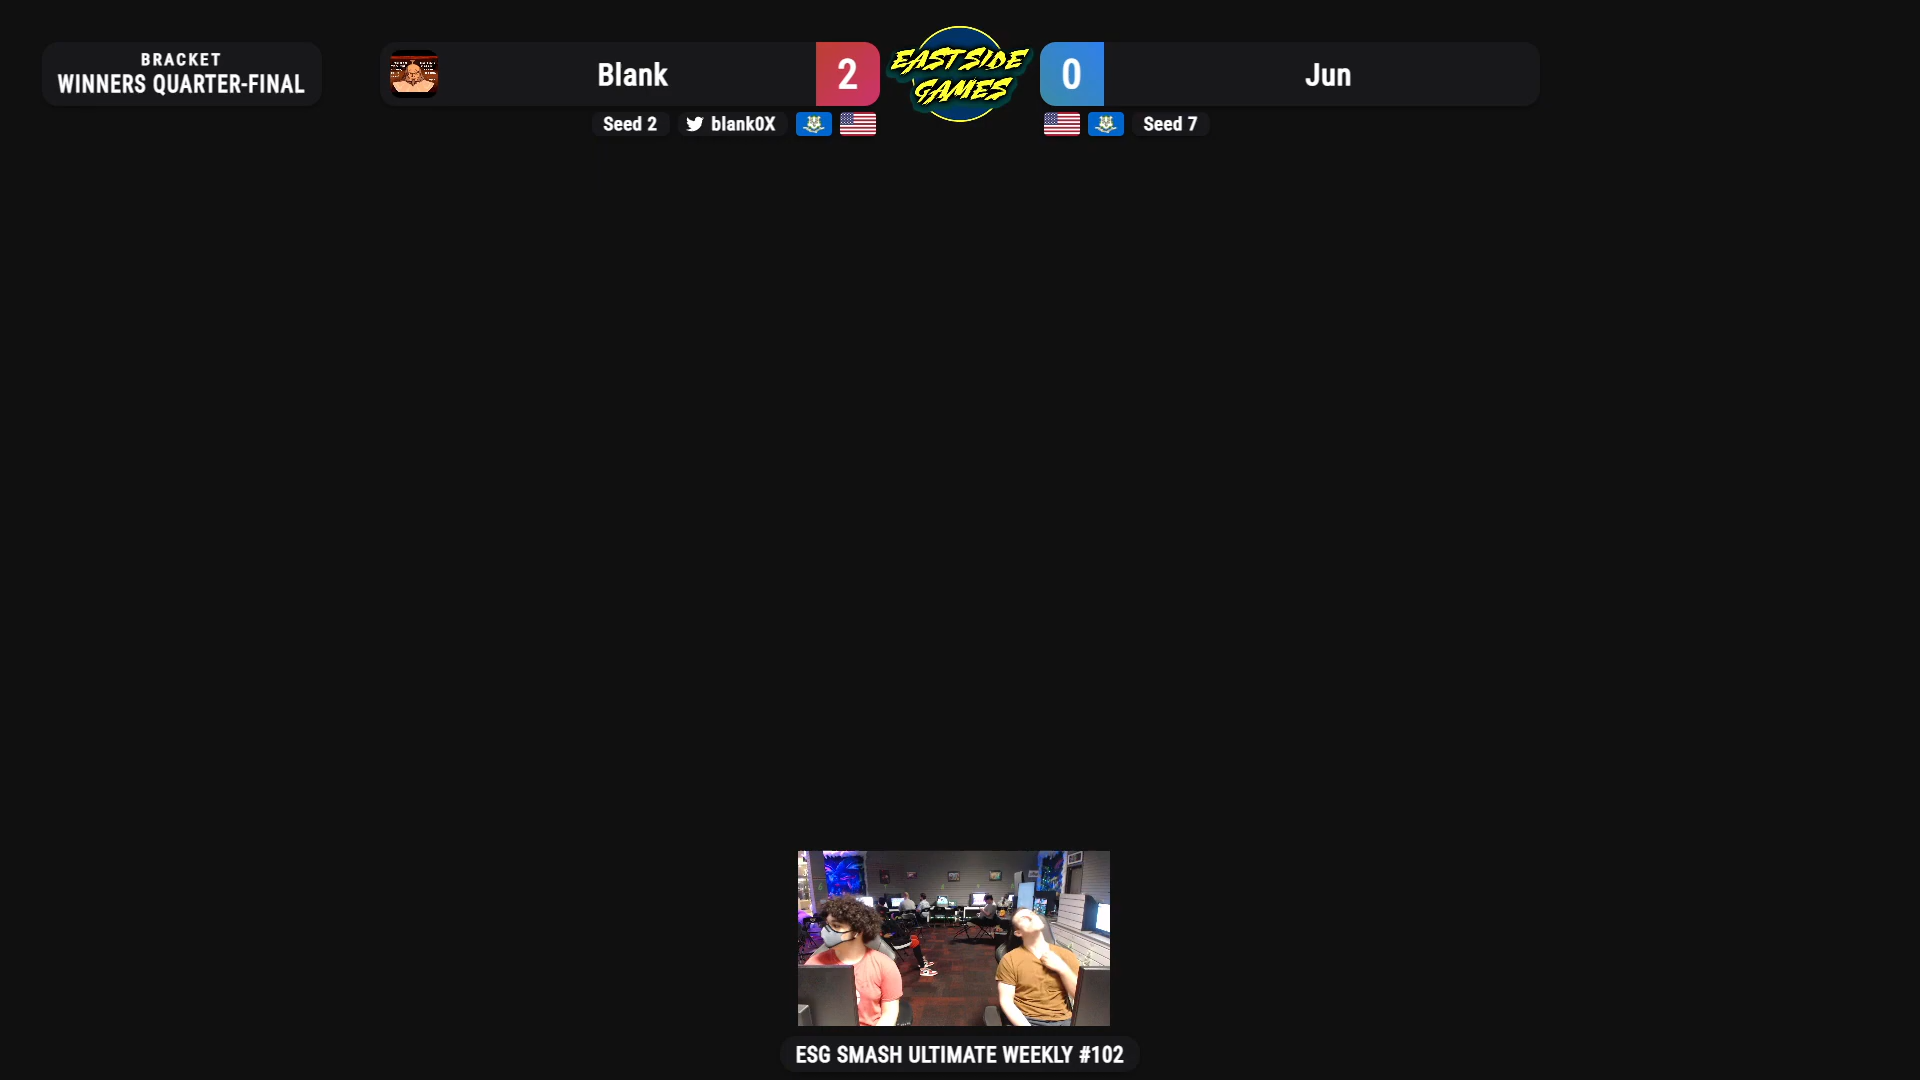 BRACKET
WINNERS QUARTER-FINAL
Blank
2
EAST SIDE
GAMES
0
Jun
Seed 2
blank0X
Seed 7
ESG SMASH ULTIMATE WEEKLY #102